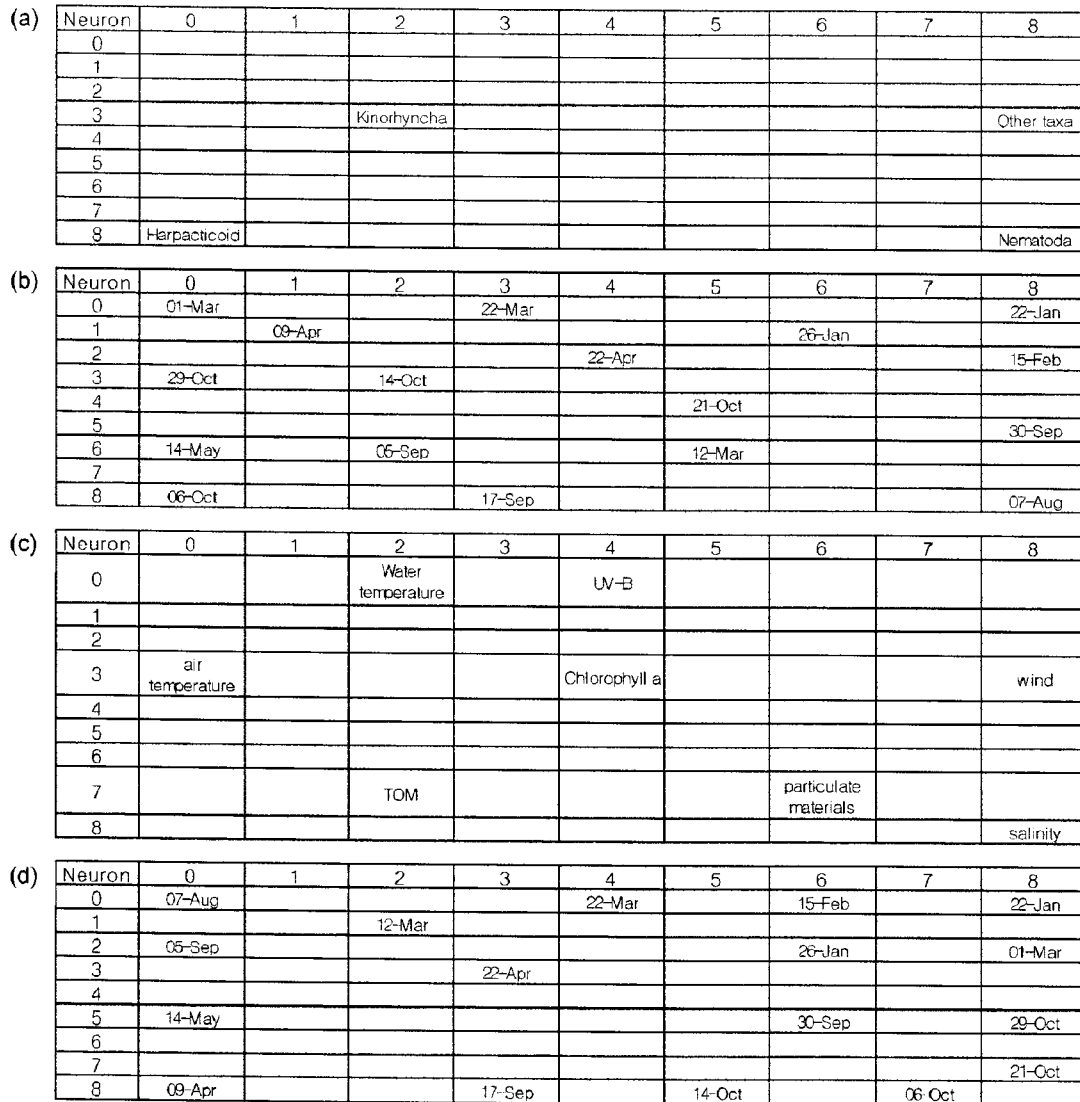 (a)
Neuron 0 1 2 3 4 5 6 7 8
0
1
2
3 Kinorhyncha Other taxa
4
5
6
7
8 Harpacticoid Nematoda
(b)
Neuron 0 1 2 3 4 5 6 7 8
0 01-Mar 22-Mar 22-Jan
1 09-Apr 26-Jan
2 22-Apr 15-Feb
3 29-Oct 14-Oct
4 21-Oct
5 30-Sep
6 14-May 05-Sep 12-Mar
7
8 06-Oct 17-Sep 07-Aug
(c)
Neuron 0 1 2 3 4 5 6 7 8
0 Water temperature UV-B
1
2
3 air temperature Chlorophyll a wind
4
5
6
7 TOM particulate materials
8 salinity
(d)
Neuron 0 1 2 3 4 5 6 7 8
0 07-Aug 22-Mar 15-Feb 22-Jan
1 12-Mar
2 05-Sep 26-Jan 01-Mar
3 22-Apr
4
5 14-May 30-Sep 29-Oct
6
7 21-Oct
8 09-Apr 17-Sep 14-Oct 06-Oct